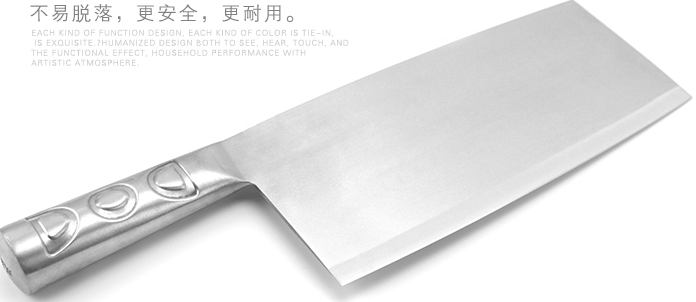 不易脱落，更安全，更耐用。
EACH KIND OF FUNCTION DESIGN, EACH KIND OF COLOR IS TIE-IN,
IS EXQUISITE.7HUMANIZED DESIGN BOTH TO SEE, HEAR, TOUCH, AND
THE FUNCTIONAL EFFECT, HOUSEHOLD PERFORMANCE WITH
ARTISTIC ATMOSPHERE.